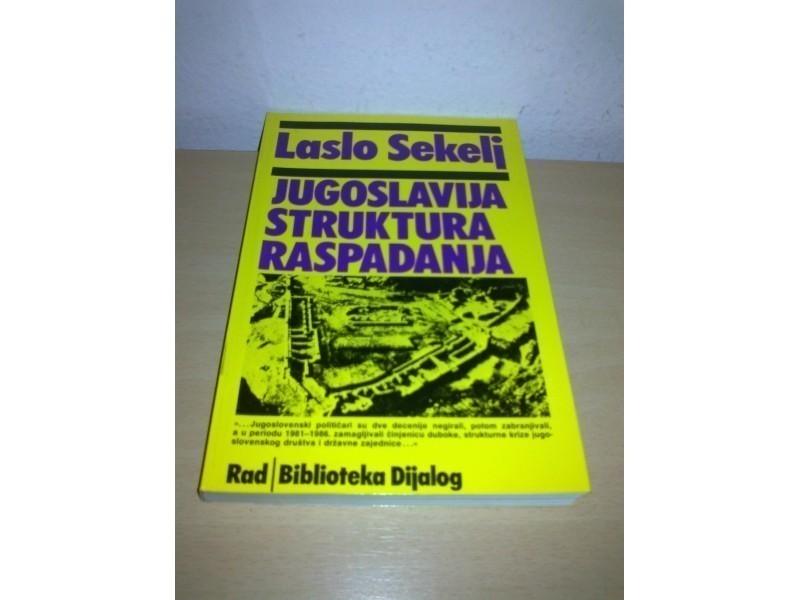 Laslo Sekelj
JUGOSLAVIJA
STRUKTURA
RASPADANJA
»...Jugoslovenski političari su dve decenije negirali, potom zabranjivali,
a u periodu 1981–1986. zamagljivali činjenicu duboke, strukturne krize jugo-
slovenskog društva i državne zajednice...«
Rad | Biblioteka Dijalog